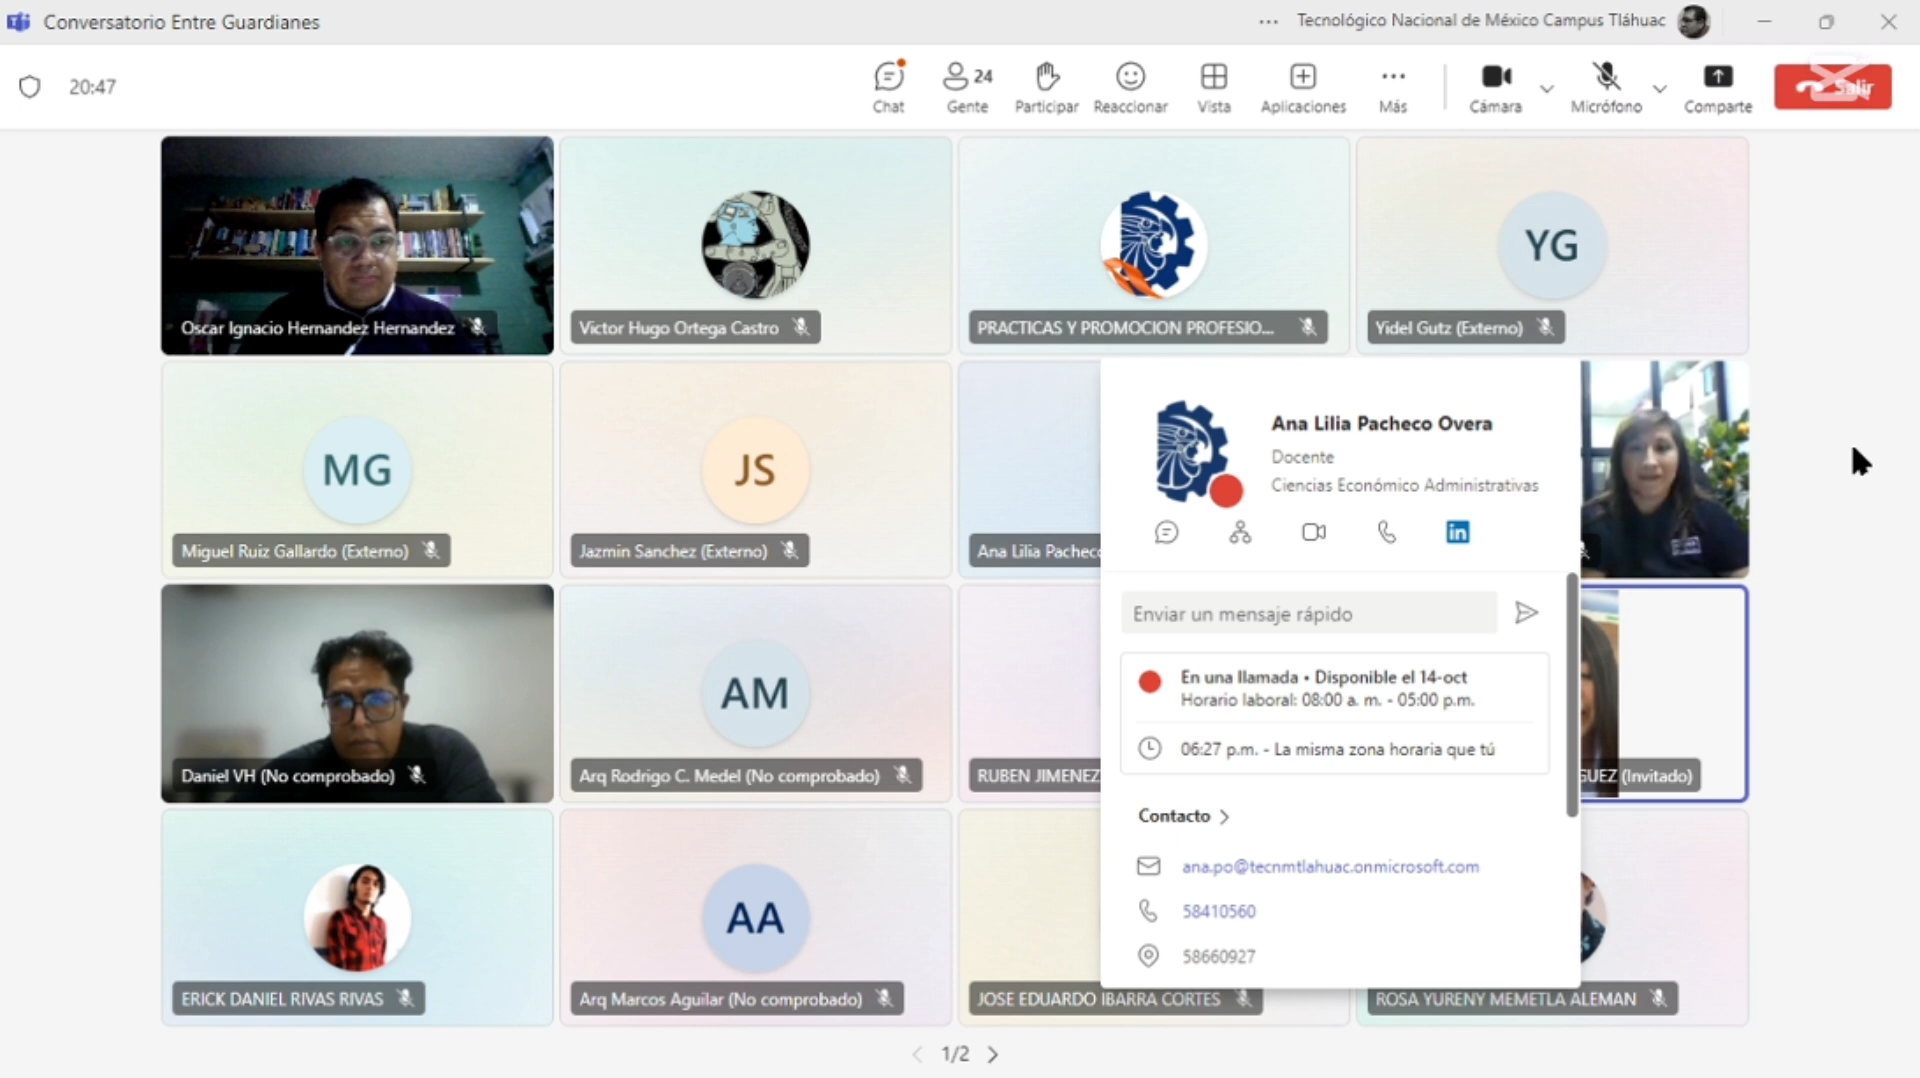 Conversatorio Entre Guardianes
Tecnológico Nacional de México Campus Tláhuac
20:47
Chat
24
Gente
Participar
Reaccionar
Vista
Aplicaciones
Más
Cámara
Micrófono
Comparte
Salir
Oscar Ignacio Hernandez Hernandez
Victor Hugo Ortega Castro
PRACTICAS Y PROMOCION PROFESIO...
YG
Yidel Gutz (Externo)
MG
Miguel Ruiz Gallardo (Externo)
JS
Jazmin Sanchez (Externo)
Ana Lilia Pacheco
Ana Lilia Pacheco Overa
Docente
Ciencias Económico Administrativas
in
Enviar un mensaje rápido
En una llamada • Disponible el 14-oct
Horario laboral: 08:00 a. m. - 05:00 p.m.
06:27 p.m. - La misma zona horaria que tú
Contacto
ana.po@tecnmtlahuac.onmicrosoft.com
58410560
58660927
Daniel VH (No comprobado)
AM
Arq Rodrigo C. Medel (No comprobado)
RUBEN JIMENEZ
GUEZ (Invitado)
ERICK DANIEL RIVAS RIVAS
AA
Arq Marcos Aguilar (No comprobado)
JOSE EDUARDO IBARRA CORTES
ROSA YURENY MEMETLA ALEMAN
1/2